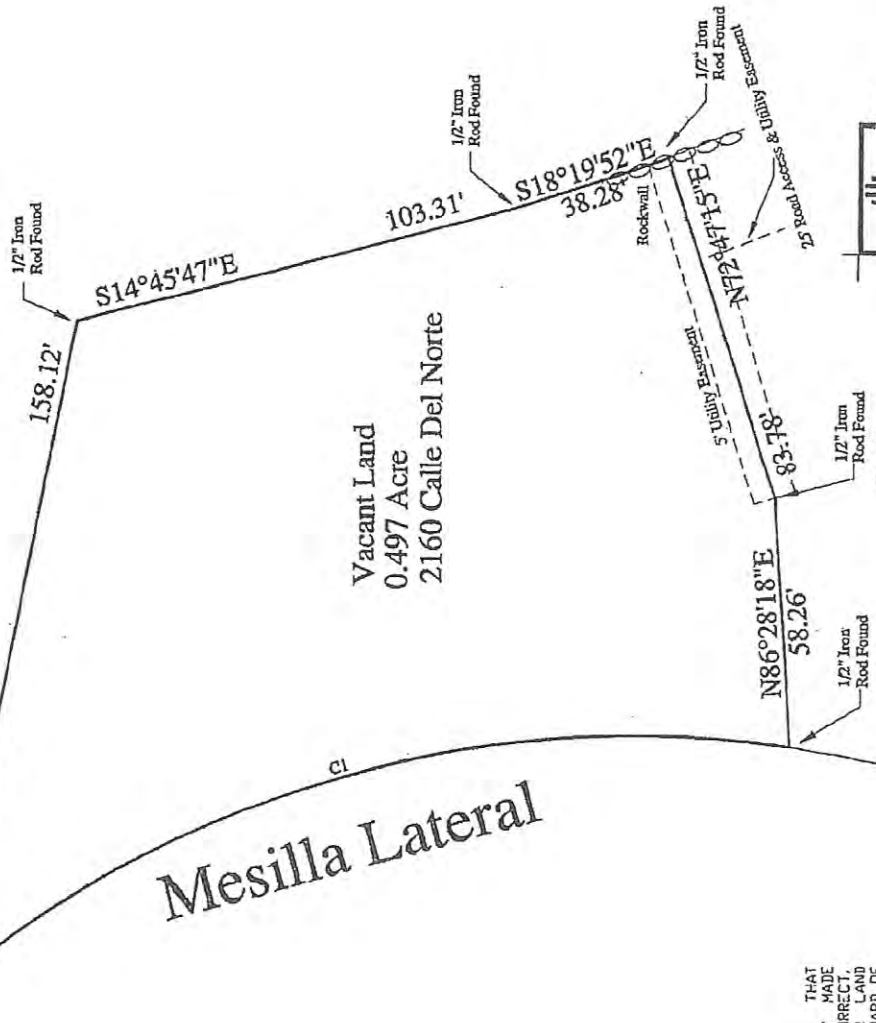 1/2" Iron
Rod Found
158.12'
S14°45'47"E
103.31'
1/2" Iron
Rod Found
S18°19'52"E
38.28'
1/2" Iron
Rod Found
Rockwall
N72°47'15"E
25' Road Access & Utility Easement
5' Utility Easement
83.78'
Vacant Land
0.497 Acre
2160 Calle Del Norte
1/2" Iron
Rod Found
N86°28'18"E
58.26'
1/2" Iron
Rod Found
C1
Mesilla Lateral
THAT
MADE
LAND